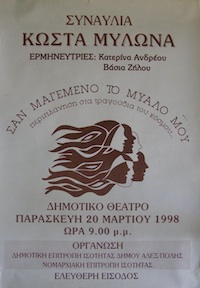 ΣΥΝΑΥΛΙΑ
ΚΩΣΤΑ ΜΥΛΩΝΑ
ΕΡΜΗΝΕΥΤΡΙΕΣ: Κατερίνα Ανδρέου
Βάσια Ζήλου
ΣΑΝ ΜΑΓΕΜΕΝΟ ΤΟ ΜΥΑΛΟ ΜΟΥ
περιπλάνηση στα τραγούδια του κόσμου...
ΔΗΜΟΤΙΚΟ ΘΕΑΤΡΟ
ΠΑΡΑΣΚΕΥΗ 20 ΜΑΡΤΙΟΥ 1998
ΩΡΑ 9.00 μ.μ.
ΟΡΓΑΝΩΣΗ
ΔΗΜΟΤΙΚΗ ΕΠΙΤΡΟΠΗ ΙΣΟΤΗΤΑΣ ΔΗΜΟΥ ΑΛΕΞ/ΠΟΛΗΣ
ΝΟΜΑΡΧΙΑΚΗ ΕΠΙΤΡΟΠΗ ΙΣΟΤΗΤΑΣ
ΕΛΕΥΘΕΡΗ ΕΙΣΟΔΟΣ